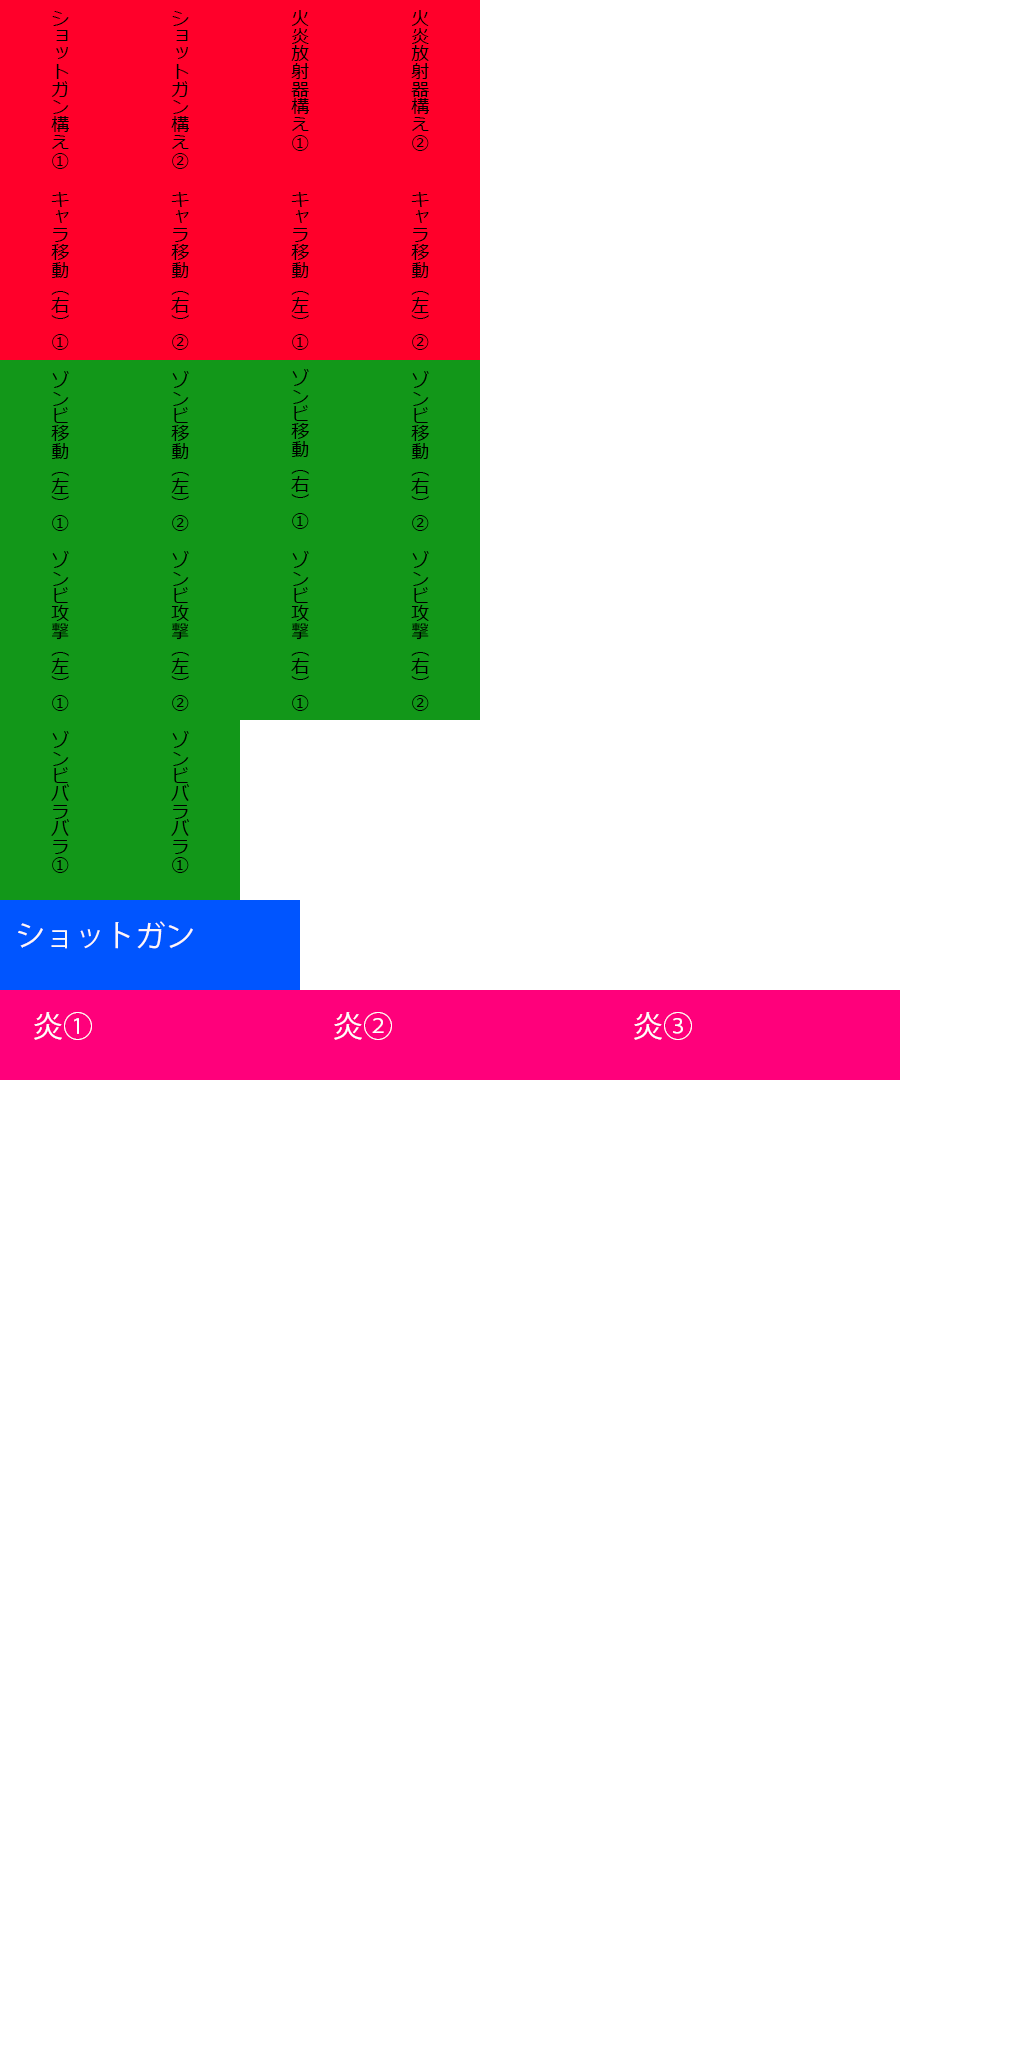 ショットガン構え①
ショットガン構え②
火炎放射器構え①
火炎放射器構え②
キャラ移動（右）①
キャラ移動（右）②
キャラ移動（左）①
キャラ移動（左）②
ゾンビ移動（左）①
ゾンビ移動（左）②
ゾンビ移動（右）①
ゾンビ移動（右）②
ゾンビ攻撃（左）①
ゾンビ攻撃（左）②
ゾンビ攻撃（右）①
ゾンビ攻撃（右）②
ゾンビバラバラ①
ゾンビバラバラ①
ショットガン
炎①
炎②
炎③